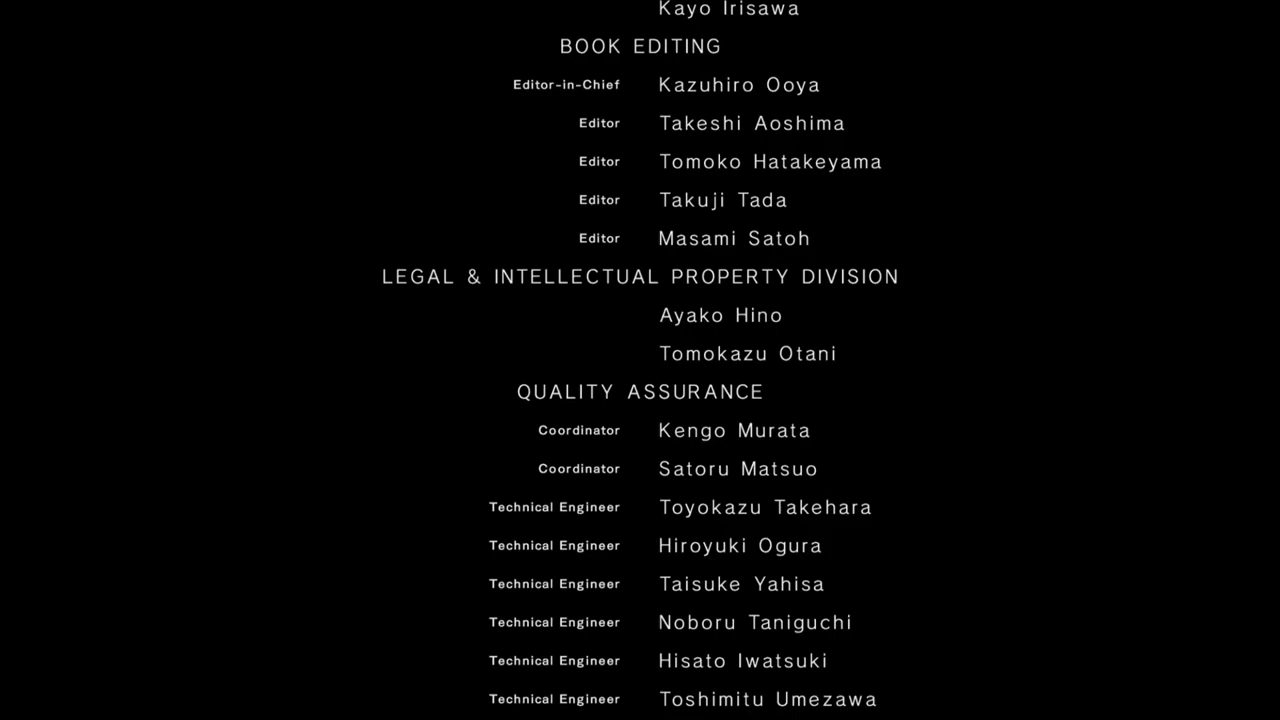 Kayo Irisawa
BOOK EDITING
Editor-in-Chief Kazuhiro Ooya
Editor Takeshi Aoshima
Editor Tomoko Hatakeyama
Editor Takuji Tada
Editor Masami Satoh
LEGAL & INTELLECTUAL PROPERTY DIVISION
Ayako Hino
Tomokazu Otani
QUALITY ASSURANCE
Coordinator Kengo Murata
Coordinator Satoru Matsuo
Technical Engineer Toyokazu Takehara
Technical Engineer Hiroyuki Ogura
Technical Engineer Taisuke Yahisa
Technical Engineer Noboru Taniguchi
Technical Engineer Hisato Iwatsuki
Technical Engineer Toshimitu Umezawa